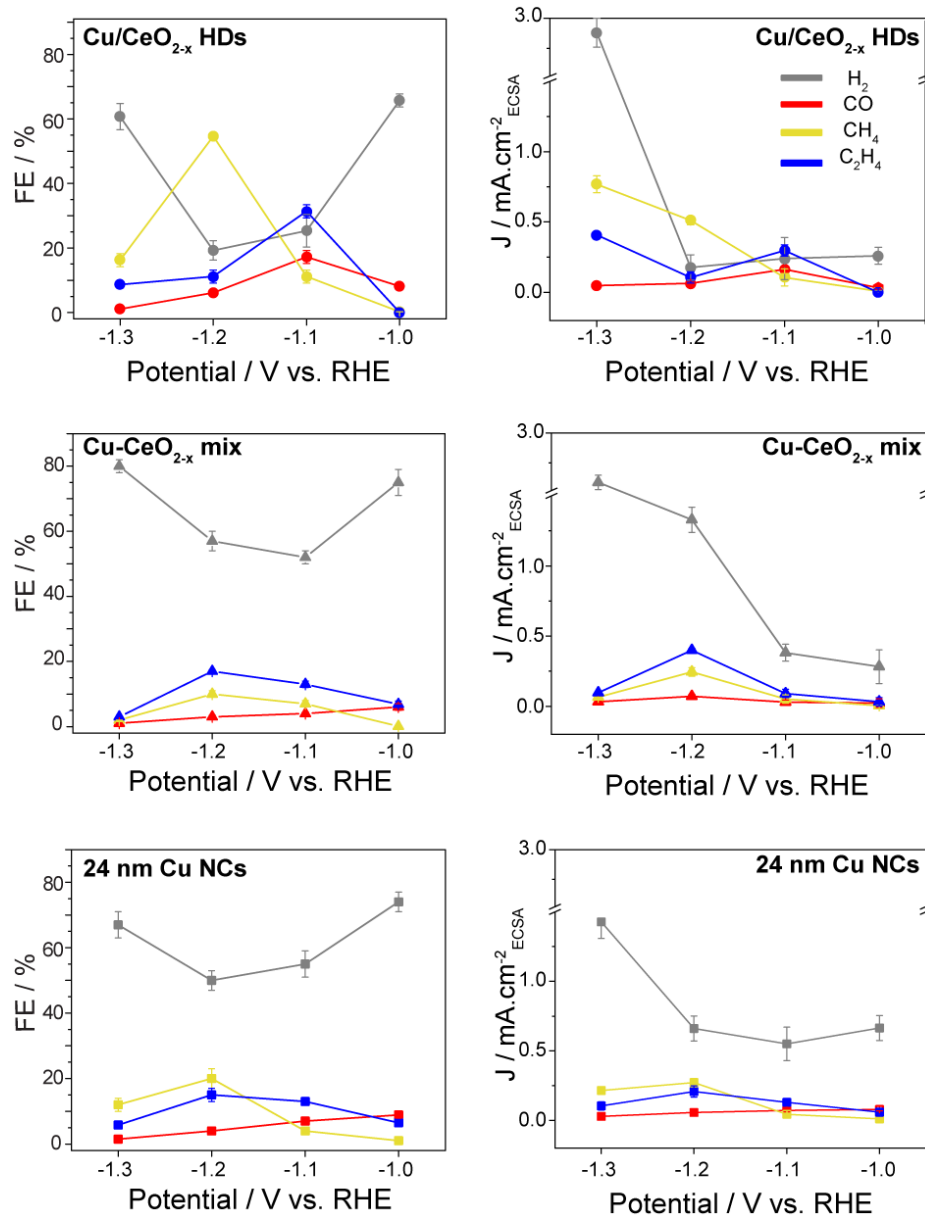 Cu/CeO2-x HDs
80
60
40
20
0
FE / %
-1.3 -1.2 -1.1 -1.0
Potential / V vs. RHE
Cu/CeO2-x HDs
3.0
1.0
0.5
0.0
J / mA.cm-2 ECSA
H2
CO
CH4
C2H4
-1.3 -1.2 -1.1 -1.0
Potential / V vs. RHE
Cu-CeO2-x mix
80
60
40
20
0
FE / %
-1.3 -1.2 -1.1 -1.0
Potential / V vs. RHE
Cu-CeO2-x mix
3.0
1.0
0.5
0.0
J / mA.cm-2 ECSA
-1.3 -1.2 -1.1 -1.0
Potential / V vs. RHE
24 nm Cu NCs
80
60
40
20
0
FE / %
-1.3 -1.2 -1.1 -1.0
Potential / V vs. RHE
24 nm Cu NCs
3.0
1.0
0.5
0.0
J / mA.cm-2 ECSA
-1.3 -1.2 -1.1 -1.0
Potential / V vs. RHE